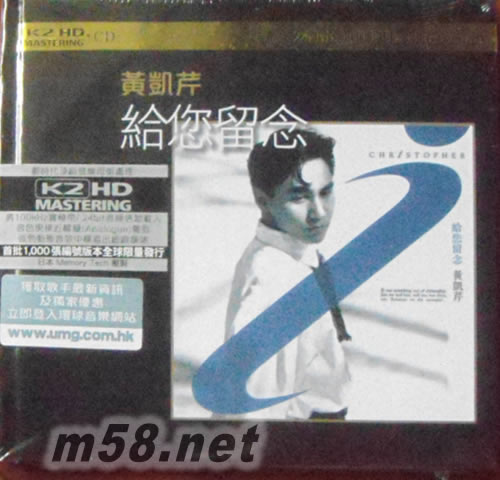 K2 HD
MASTERING + CD
黃凱芹
給您留念
CHRISTOPHER
給您留念 黃凱芹
K2 HD
MASTERING
首批1,000張編號版本全球限量發行
日本 Memory Tech 壓製
獲取歌手最新資訊
及獨家優惠
立即登入環球音樂網站
www.umg.com.hk
m58.net